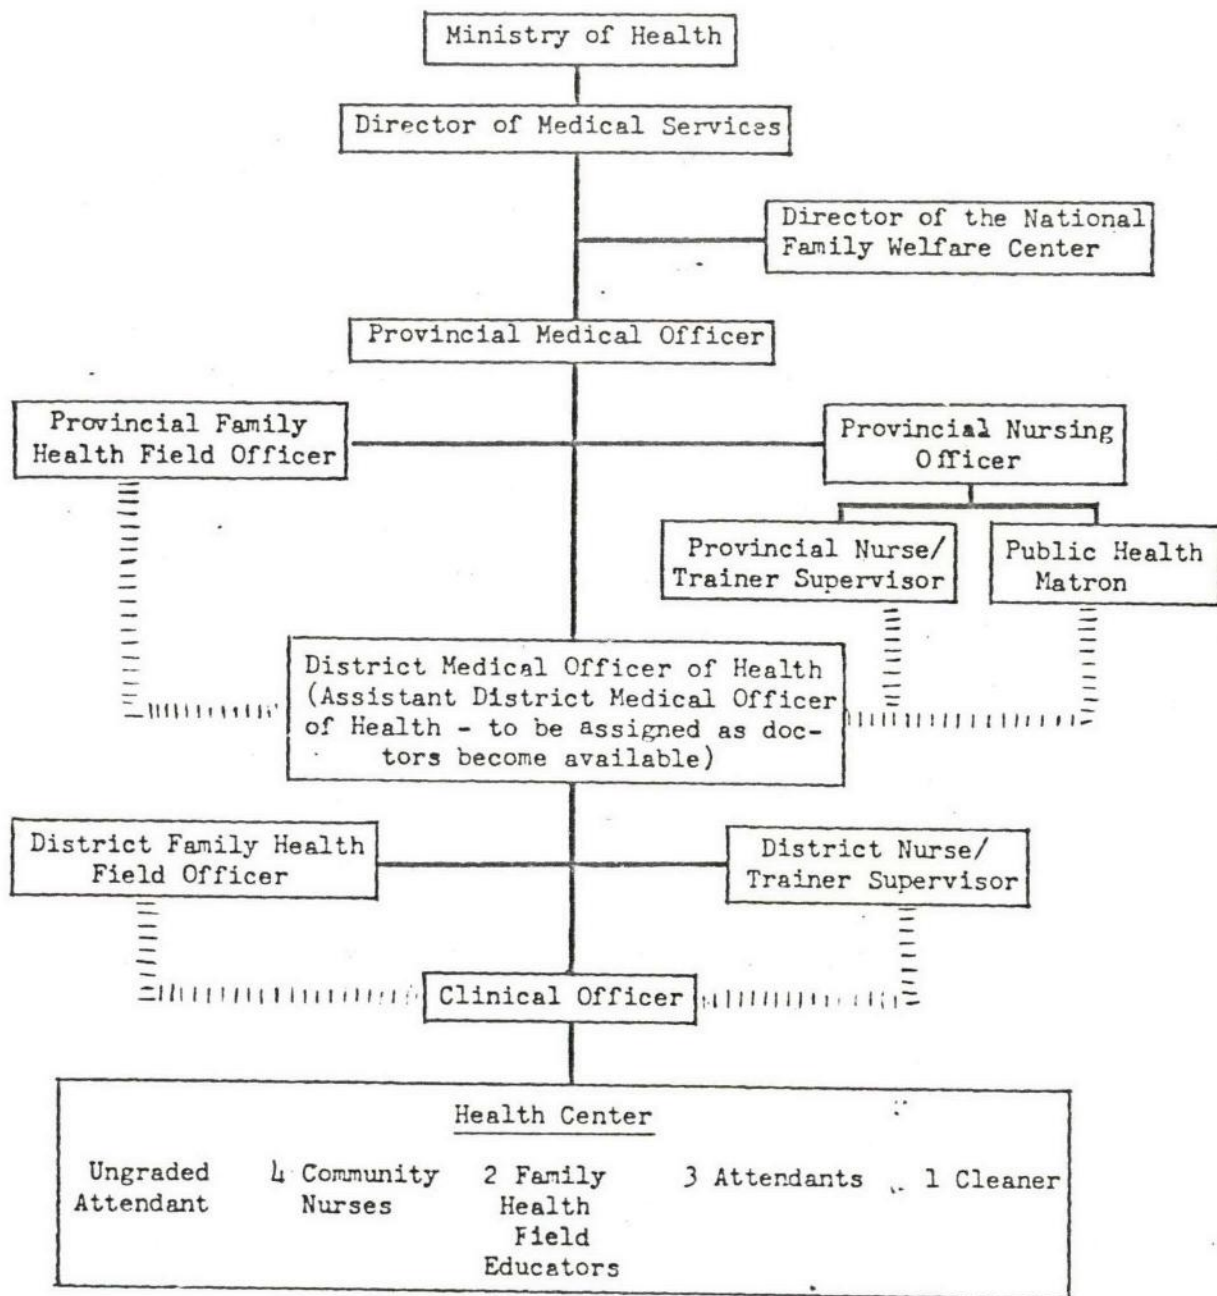 Ministry of Health
Director of Medical Services
Director of the National
Family Welfare Center
Provincial Medical Officer
Provincial Family
Health Field Officer
Provincial Nursing
Officer
Provincial Nurse/
Trainer Supervisor
Public Health
Matron
District Medical Officer of Health
(Assistant District Medical Officer
of Health - to be assigned as doc-
tors become available)
District Family Health
Field Officer
District Nurse/
Trainer Supervisor
Clinical Officer
Health Center
Ungraded
Attendant
4 Community
Nurses
2 Family
Health
Field
Educators
3 Attendants
1 Cleaner